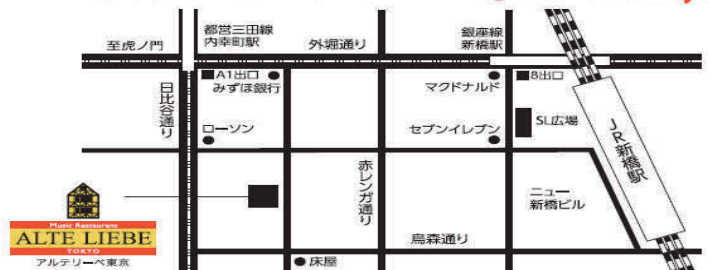 都営三田線
内幸町駅
至虎ノ門
外堀通り
銀座線
新橋駅
A1出口
みずほ銀行
マクドナルド
8出口
日比谷通り
ローソン
セブンイレブン
SL広場
JR新橋駅
赤レンガ通り
ニュー
新橋ビル
Music Restaurant
ALTE LIEBE
TOKYO
アルテリーベ東京
烏森通り
床屋